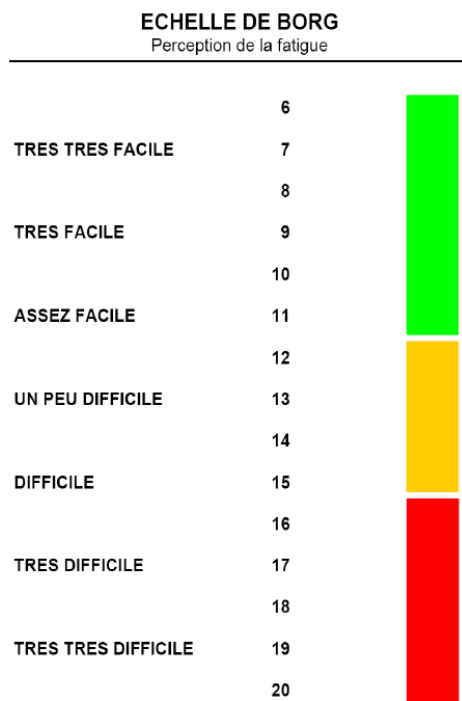 ECHELLE DE BORG
Perception de la fatigue
6
TRES TRES FACILE 7
8
TRES FACILE 9
10
ASSEZ FACILE 11
12
UN PEU DIFFICILE 13
14
DIFFICILE 15
16
TRES DIFFICILE 17
18
TRES TRES DIFFICILE 19
20